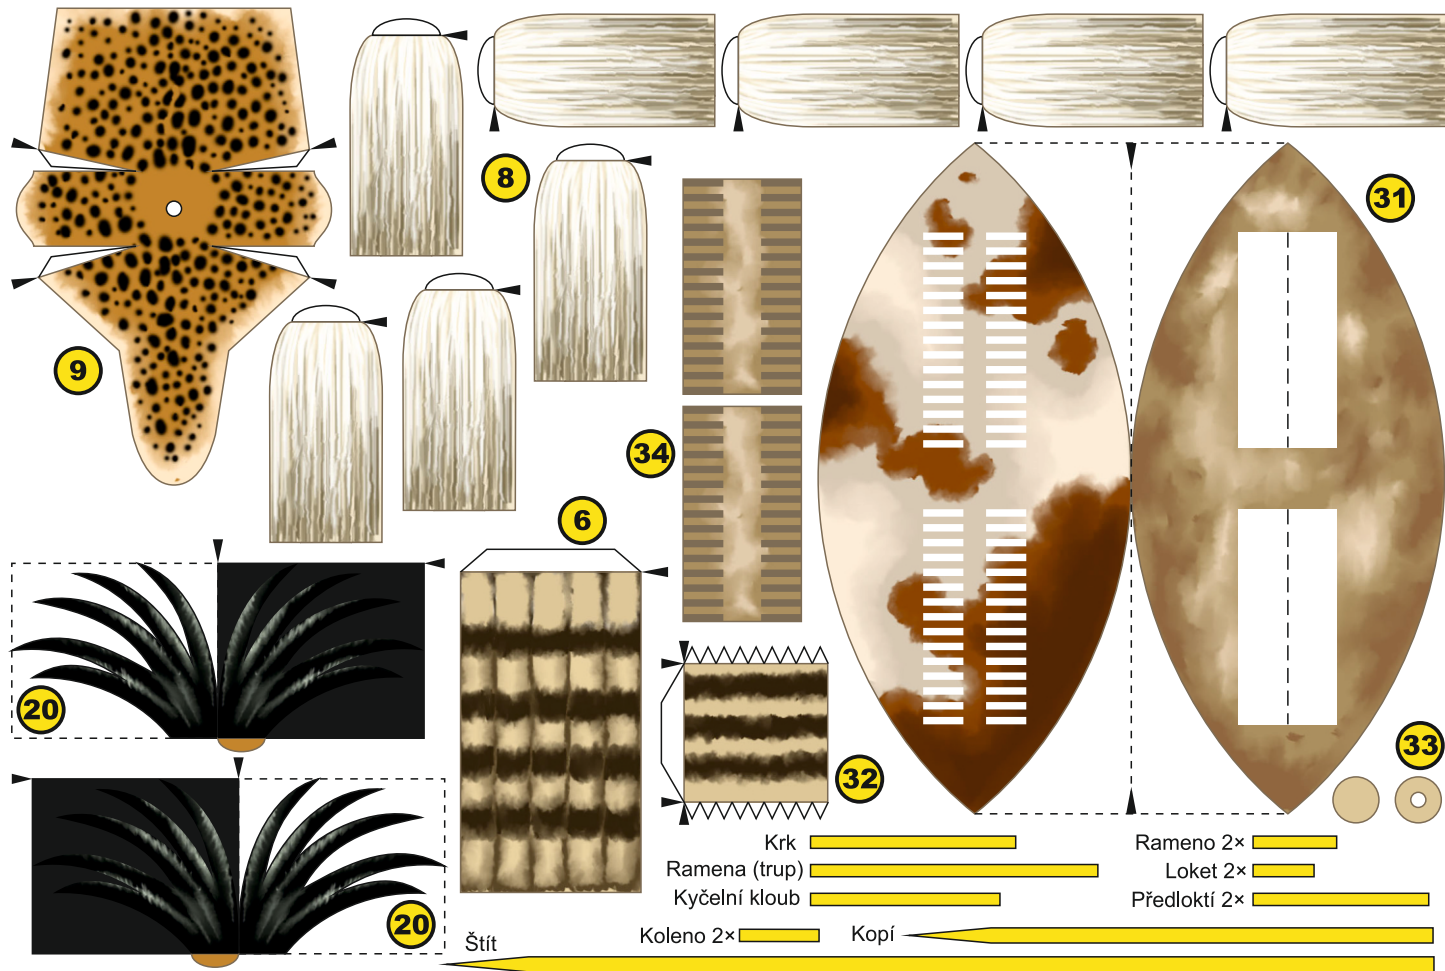 8
31
9
34
6
20
32
33
20
Krk
Ramena (trup)
Kyčelní kloub
Koleno 2×
Rameno 2×
Loket 2×
Předloktí 2×
Kopí
Štít